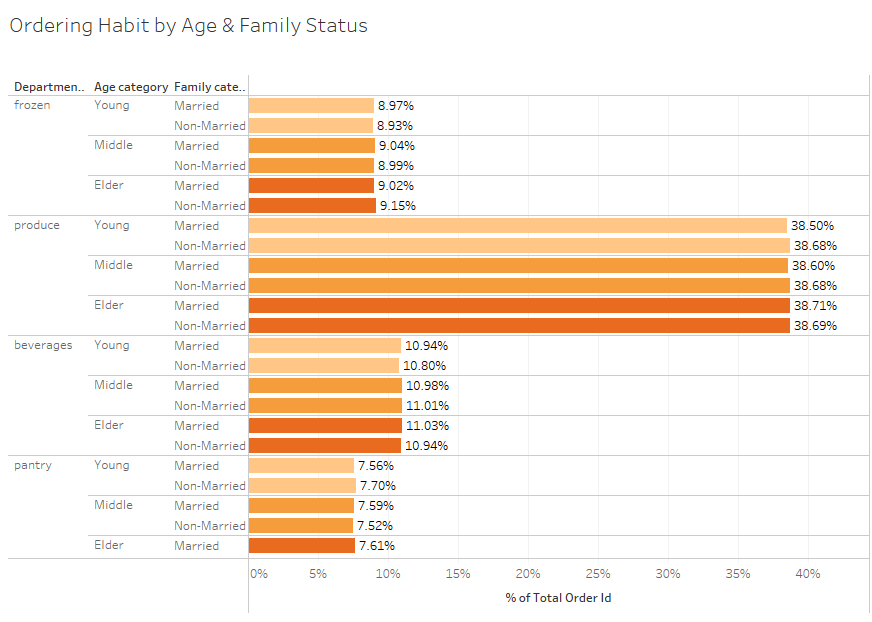 Ordering Habit by Age & Family Status
Departmen.. Age category Family cate..
frozen Young Married 8.97%
Non-Married 8.93%
Middle Married 9.04%
Non-Married 8.99%
Elder Married 9.02%
Non-Married 9.15%
produce Young Married 38.50%
Non-Married 38.68%
Middle Married 38.60%
Non-Married 38.68%
Elder Married 38.71%
Non-Married 38.69%
beverages Young Married 10.94%
Non-Married 10.80%
Middle Married 10.98%
Non-Married 11.01%
Elder Married 11.03%
Non-Married 10.94%
pantry Young Married 7.56%
Non-Married 7.70%
Middle Married 7.59%
Non-Married 7.52%
Elder Married 7.61%
0% 5% 10% 15% 20% 25% 30% 35% 40%
% of Total Order Id